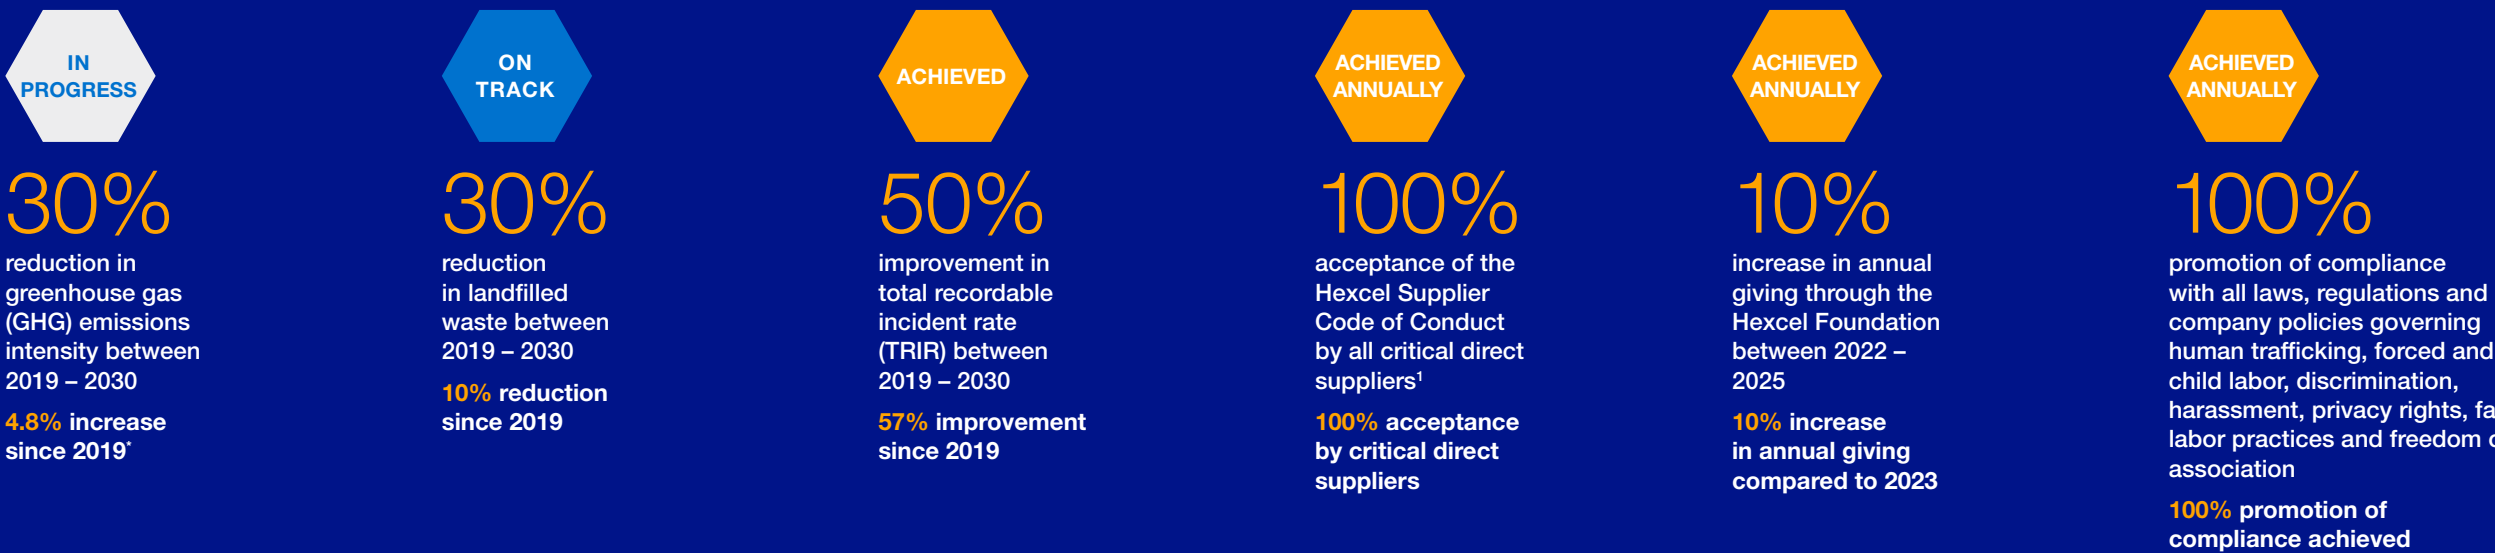 IN
PROGRESS
30%
reduction in
greenhouse gas
(GHG) emissions
intensity between
2019 – 2030
4.8% increase
since 2019*
ON
TRACK
30%
reduction
in landfilled
waste between
2019 – 2030
10% reduction
since 2019
ACHIEVED
50%
improvement in
total recordable
incident rate
(TRIR) between
2019 – 2030
57% improvement
since 2019
ACHIEVED
ANNUALLY
100%
acceptance of the
Hexcel Supplier
Code of Conduct
by all critical direct
suppliers¹
100% acceptance
by critical direct
suppliers
ACHIEVED
ANNUALLY
10%
increase in annual
giving through the
Hexcel Foundation
between 2022 –
2025
10% increase
in annual giving
compared to 2023
ACHIEVED
ANNUALLY
100%
promotion of compliance
with all laws, regulations and
company policies governing
human trafficking, forced and
child labor, discrimination,
harassment, privacy rights,
labor practices and freedom
association
100% promotion of
compliance achieved